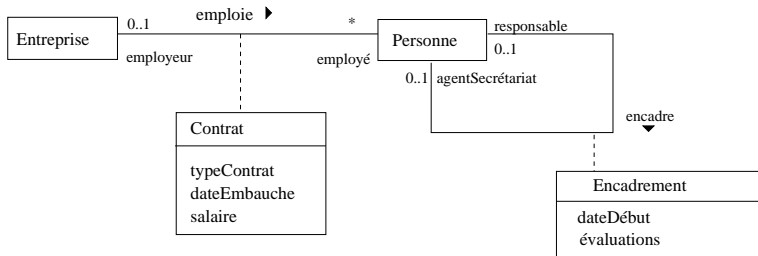 emploie
Entreprise
0..1
employeur
*
employé
Personne
responsable
0..1
0..1
agentSecrétariat
encadre
Contrat
typeContrat
dateEmbauche
salaire
Encadrement
dateDébut
évaluations